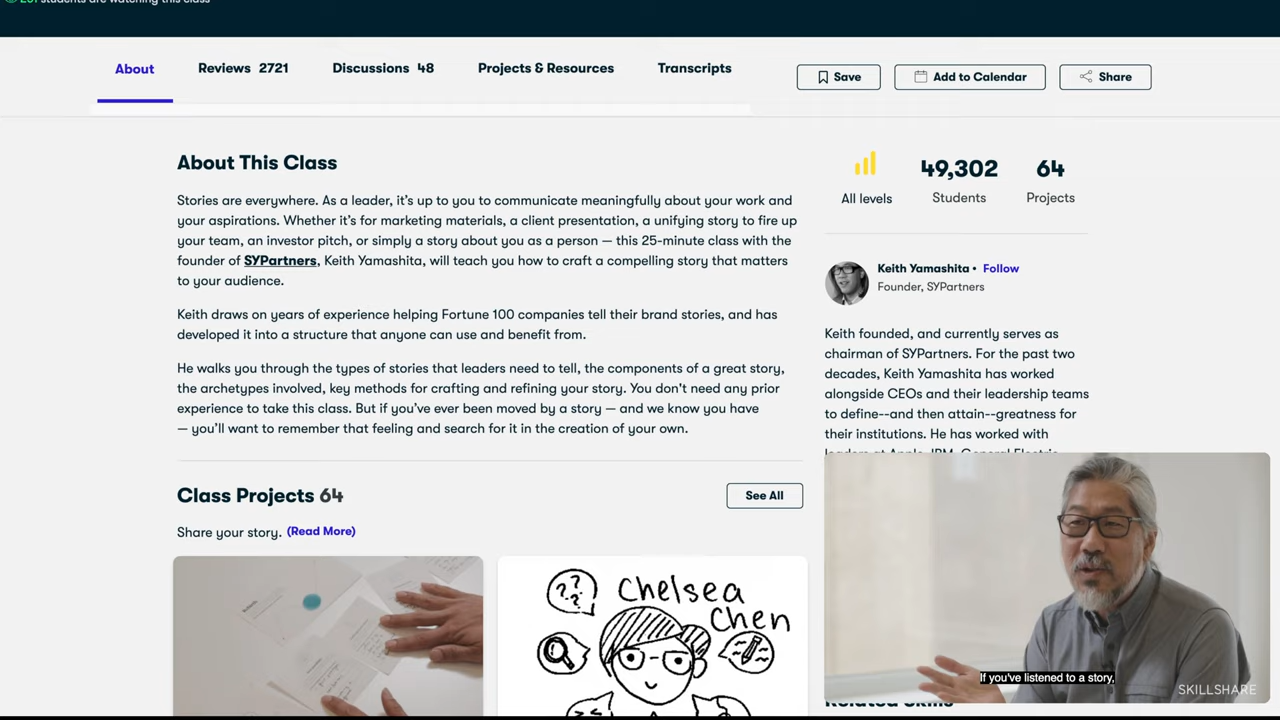 students are watching this class
About
Reviews 2721
Discussions 48
Projects & Resources
Transcripts
Save
Add to Calendar
Share
About This Class
Stories are everywhere. As a leader, it's up to you to communicate meaningfully about your work and
your aspirations. Whether it's for marketing materials, a client presentation, a unifying story to fire up
your team, an investor pitch, or simply a story about you as a person — this 25-minute class with the
founder of SYPartners, Keith Yamashita, will teach you how to craft a compelling story that matters
to your audience.
Keith draws on years of experience helping Fortune 100 companies tell their brand stories, and has
developed it into a structure that anyone can use and benefit from.
He walks you through the types of stories that leaders need to tell, the components of a great story,
the archetypes involved, key methods for crafting and refining your story. You don't need any prior
experience to take this class. But if you've ever been moved by a story — and we know you have
— you'll want to remember that feeling and search for it in the creation of your own.
Class Projects 64
See All
Share your story. (Read More)
Chelsea
Chen
??
?
All levels
49,302
Students
64
Projects
Keith Yamashita • Follow
Founder, SYPartners
Keith founded, and currently serves as
chairman of SYPartners. For the past two
decades, Keith Yamashita has worked
alongside CEOs and their leadership teams
to define--and then attain--greatness for
their institutions. He has worked with
leaders at Apple, IBM, General Electric,
If you've listened to a story,
SKILLSHARE
Related Skills